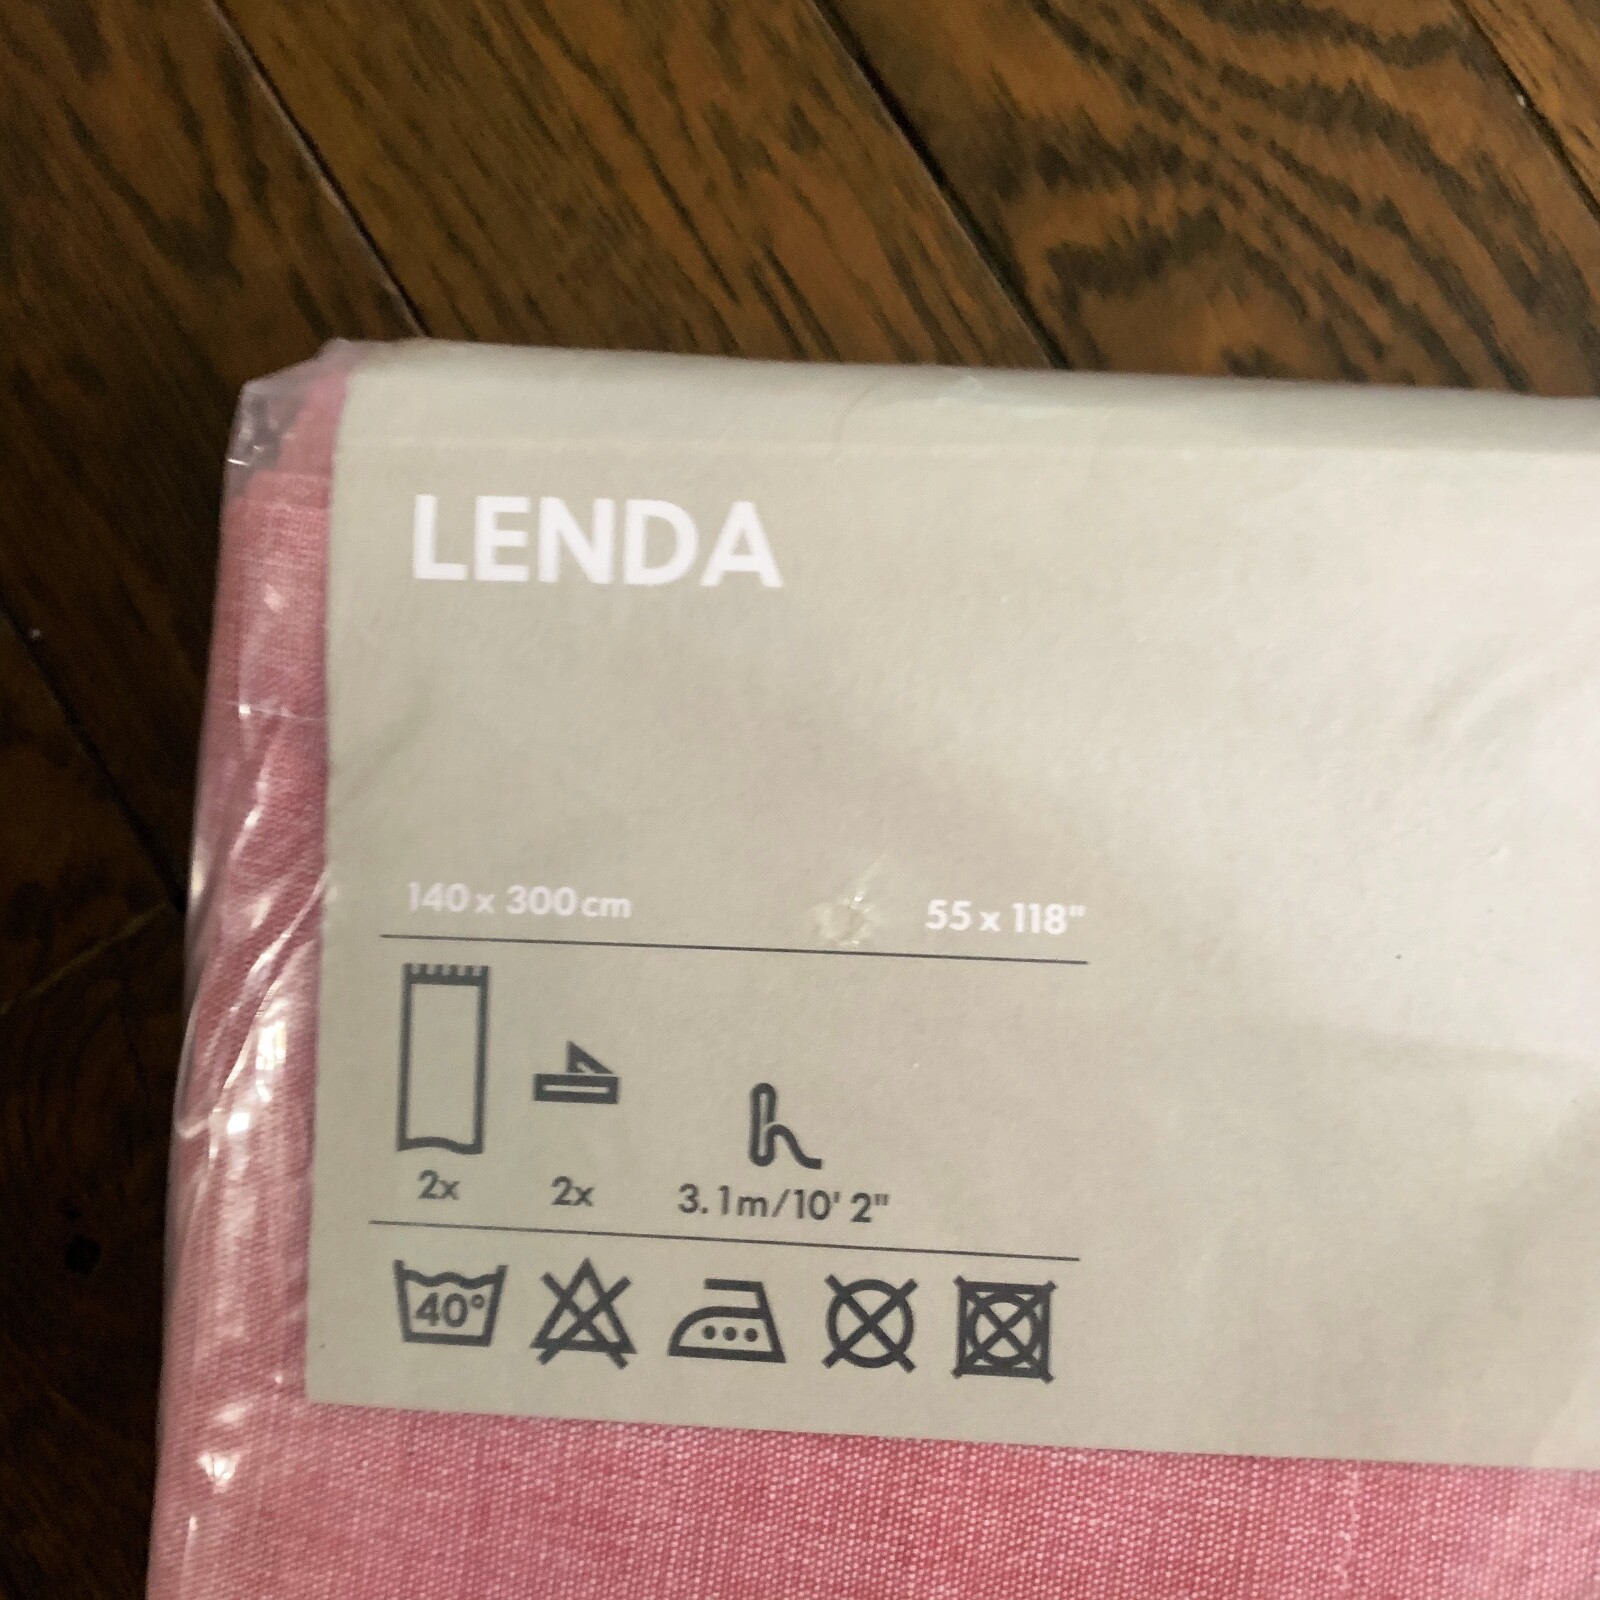 LENDA
140 x 300 cm 55 x 118"
2x 2x 3.1m/10' 2"
40°